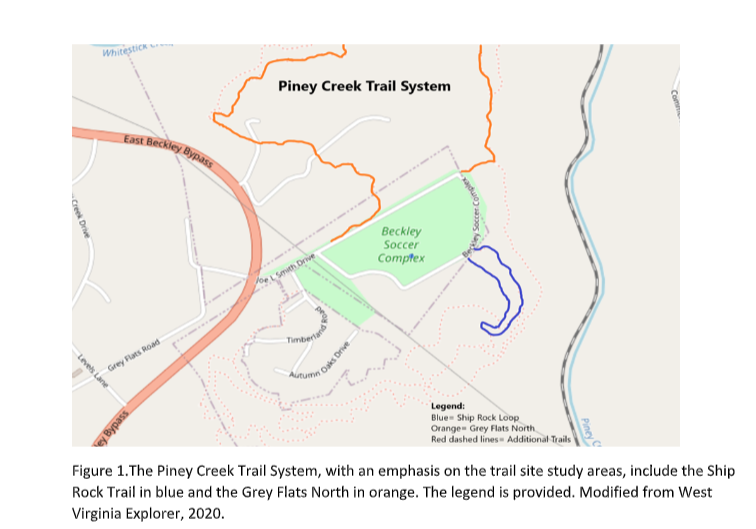 Whitestick
Piney Creek Trail System
East Beckley Bypass
Creek Drive
Beckley Soccer Complex
Beckley
Soccer
Complex
Joe L Smith Drive
Timberland Road
Autumn Oaks Drive
Grey Flats Road
Levels Lane
Bypass
Piney C
Legend:
Blue= Ship Rock Loop
Orange= Grey Flats North
Red dashed lines= Additional Trails
Figure 1.The Piney Creek Trail System, with an emphasis on the trail site study areas, include the Ship
Rock Trail in blue and the Grey Flats North in orange. The legend is provided. Modified from West
Virginia Explorer, 2020.